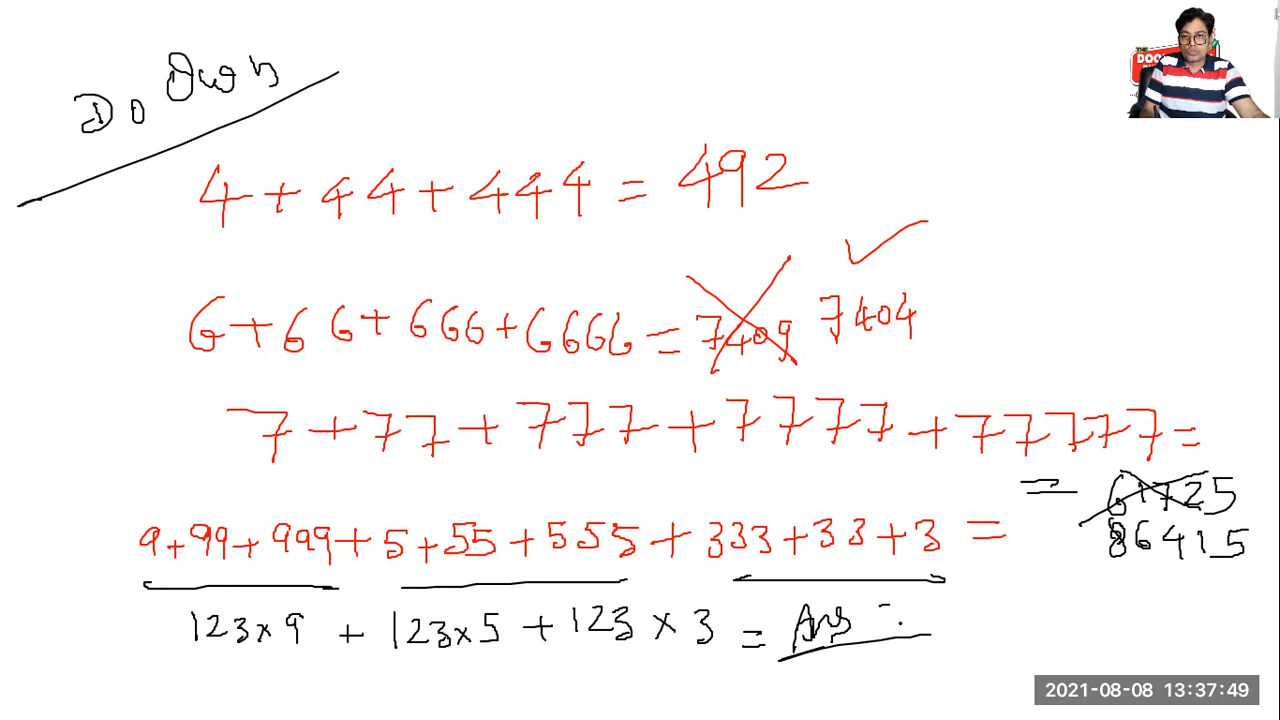 Do
4 + 44 + 444 = 492
6 + 66 + 666 + 6666 = 7409 7404
7 + 77 + 777 + 7777 + 77777 =
= 61725
86415
9 + 99 + 999 + 5 + 55 + 555 + 333 + 33 + 3 =
123 x 9 + 123 x 5 + 123 x 3 = Ans
THE
2021-08-08 13:37:49